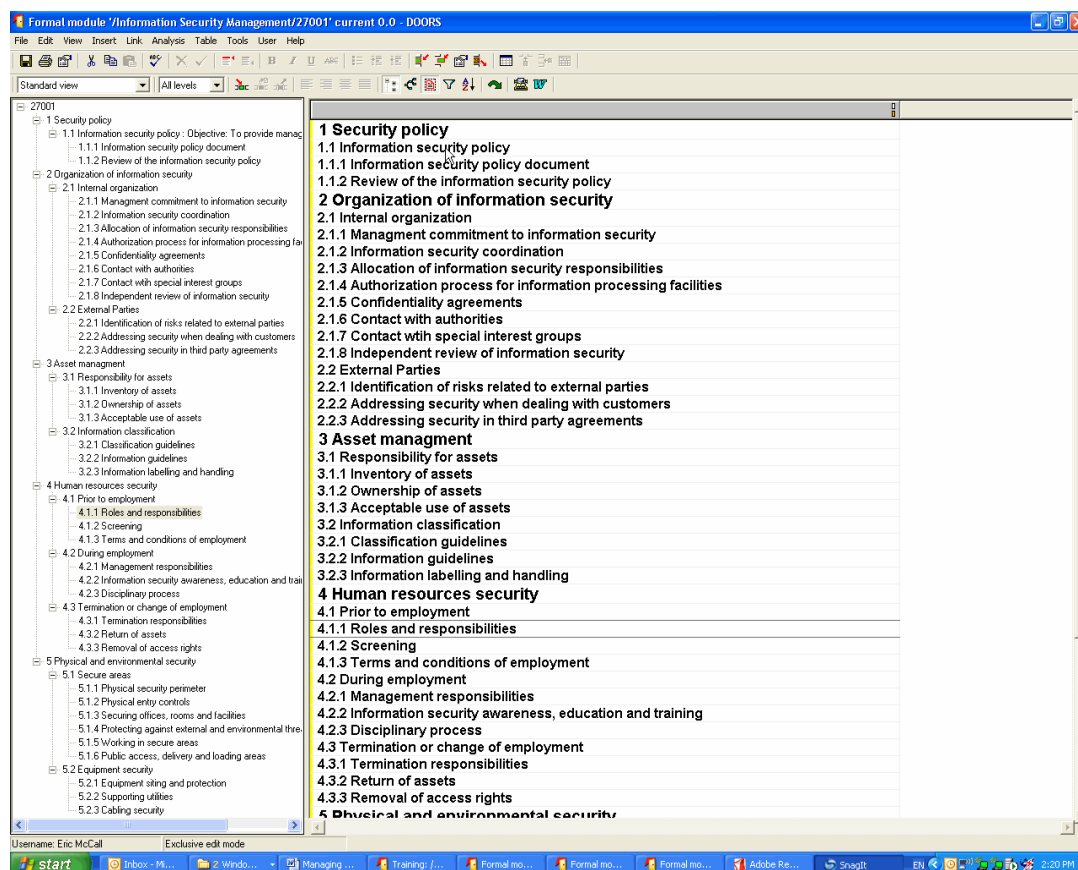 Formal module '/Information Security Management/27001' current 0.0 - DOORS
File Edit View Insert Link Analysis Table Tools User Help
Standard view All levels
27001
1 Security policy
1.1 Information security policy : Objective: To provide manag
1.1.1 Information security policy document
1.1.2 Review of the information security policy
2 Organization of information security
2.1 Internal organization
2.1.1 Managment commitment to information security
2.1.2 Information security coordination
2.1.3 Allocation of information security responsibilities
2.1.4 Authorization process for information processing fa
2.1.5 Confidentiality agreements
2.1.6 Contact with authorities
2.1.7 Contact wtih special interest groups
2.1.8 Independent review of information security
2.2 External Parties
2.2.1 Identification of risks related to external parties
2.2.2 Addressing security when dealing with customers
2.2.3 Addressing security in third party agreements
3 Asset managment
3.1 Responsibility for assets
3.1.1 Inventory of assets
3.1.2 Ownership of assets
3.1.3 Acceptable use of assets
3.2 Information classification
3.2.1 Classification guidelines
3.2.2 Information guidelines
3.2.3 Information labelling and handling
4 Human resources security
4.1 Prior to employment
4.1.1 Roles and responsibilities
4.1.2 Screening
4.1.3 Terms and conditions of employment
4.2 During employment
4.2.1 Management responsibilities
4.2.2 Information security awareness, education and trai
4.2.3 Disciplinary process
4.3 Termination or change of employment
4.3.1 Termination responsibilities
4.3.2 Return of assets
4.3.3 Removal of access rights
5 Physical and environmental security
5.1 Secure areas
5.1.1 Physical security perimeter
5.1.2 Physical entry controls
5.1.3 Securing offices, rooms and facilities
5.1.4 Protecting against external and environmental thre
5.1.5 Working in secure areas
5.1.6 Public access, delivery and loading areas
5.2 Equipment security
5.2.1 Equipment siting and protection
5.2.2 Supporting utilities
5.2.3 Cabling security
1 Security policy
1.1 Information security policy
1.1.1 Information security policy document
1.1.2 Review of the information security policy
2 Organization of information security
2.1 Internal organization
2.1.1 Managment commitment to information security
2.1.2 Information security coordination
2.1.3 Allocation of information security responsibilities
2.1.4 Authorization process for information processing facilities
2.1.5 Confidentiality agreements
2.1.6 Contact with authorities
2.1.7 Contact wtih special interest groups
2.1.8 Independent review of information security
2.2 External Parties
2.2.1 Identification of risks related to external parties
2.2.2 Addressing security when dealing with customers
2.2.3 Addressing security in third party agreements
3 Asset managment
3.1 Responsibility for assets
3.1.1 Inventory of assets
3.1.2 Ownership of assets
3.1.3 Acceptable use of assets
3.2 Information classification
3.2.1 Classification guidelines
3.2.2 Information guidelines
3.2.3 Information labelling and handling
4 Human resources security
4.1 Prior to employment
4.1.1 Roles and responsibilities
4.1.2 Screening
4.1.3 Terms and conditions of employment
4.2 During employment
4.2.1 Management responsibilities
4.2.2 Information security awareness, education and training
4.2.3 Disciplinary process
4.3 Termination or change of employment
4.3.1 Termination responsibilities
4.3.2 Return of assets
4.3.3 Removal of access rights
5 Physical and environmental security
Username: Eric McCall Exclusive edit mode
start Inbox - Mi... 2 Windo... Managing ... Training: /... Formal mo... Formal mo... Formal mo... Adobe Re... SnagIt EN 2:20 PM